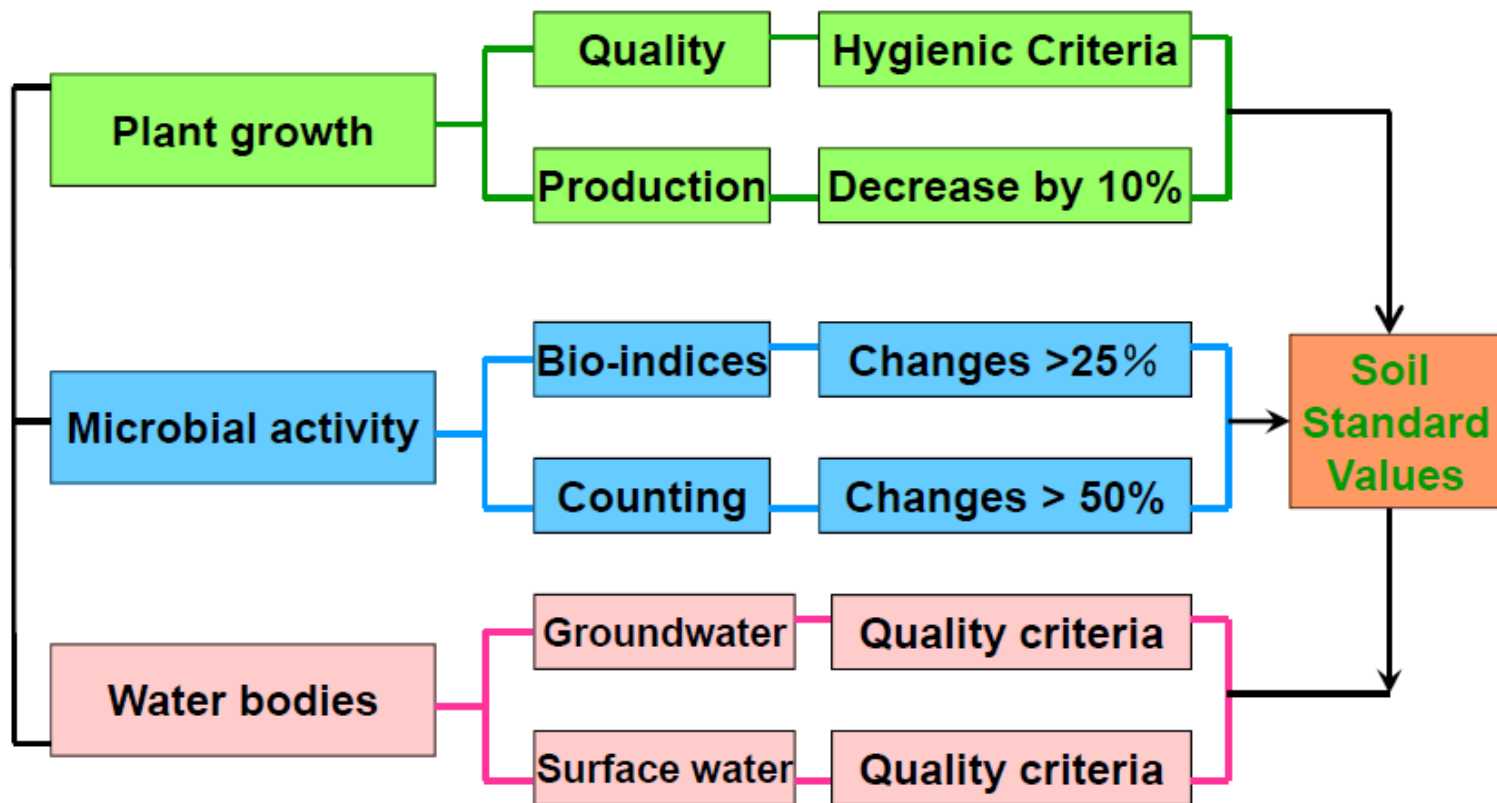 Plant growth
Quality
Hygienic Criteria
Production
Decrease by 10%
Microbial activity
Bio-indices
Changes >25％
Counting
Changes > 50%
Soil
Standard
Values
Water bodies
Groundwater
Quality criteria
Surface water
Quality criteria